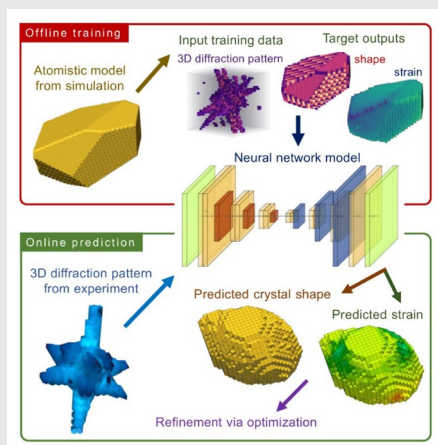 Offline training
Input training data
Target outputs
3D diffraction pattern
shape
Atomistic model
from simulation
strain
Neural network model
Online prediction
3D diffraction pattern
from experiment
Predicted crystal shape
Predicted strain
Refinement via optimization